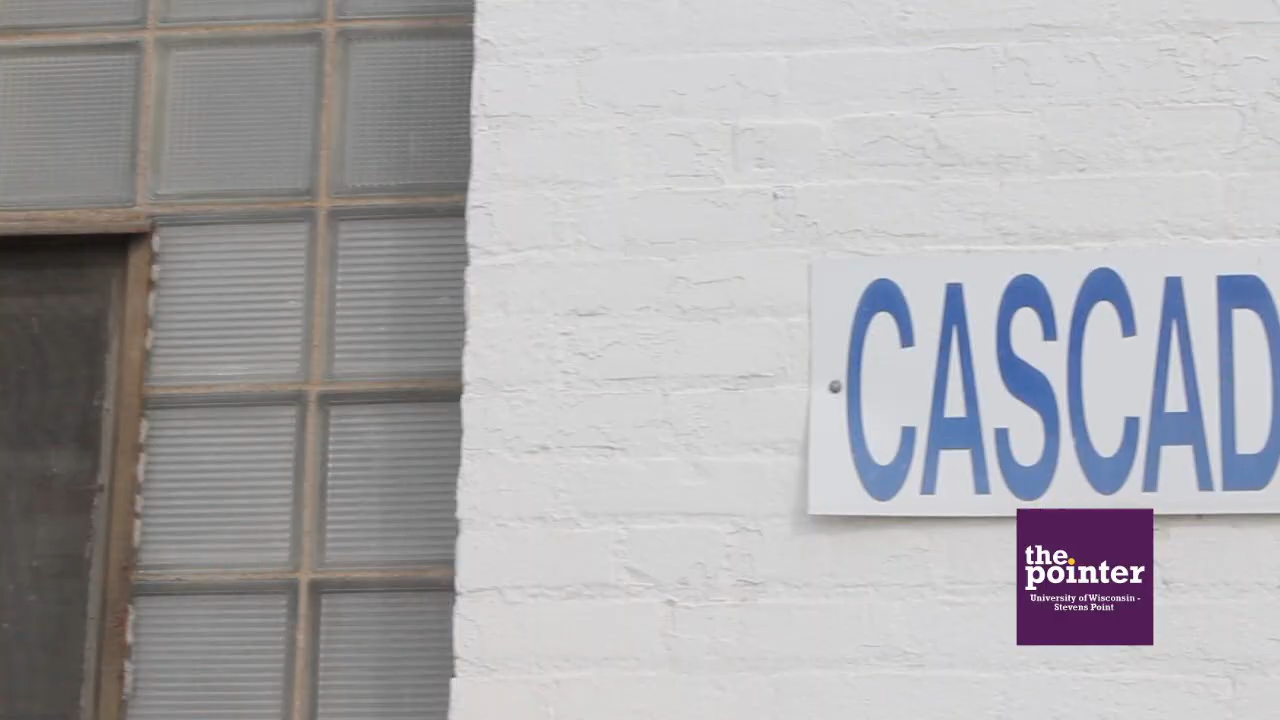 CASCAD
the
pointer
University of Wisconsin -
Stevens Point